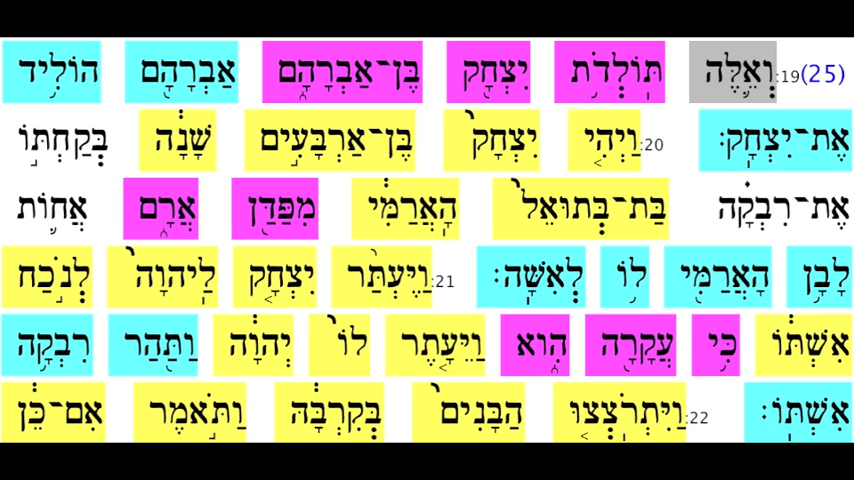 (25) 19: וְאֵ֛לֶּה תּוֹלְדֹ֥ת יִצְחָ֖ק בֶּן־אַבְרָהָ֑ם אַבְרָהָ֖ם הוֹלִ֥יד
אֶת־יִצְחָֽק׃ 20: וַיְהִ֤י יִצְחָק֙ בֶּן־אַרְבָּעִ֣ים שָׁנָ֔ה בְּקַחְתּ֣וֹ
אֶת־רִבְקָ֗ה בַּת־בְּתוּאֵל֙ הָֽאֲרַמִּ֔י מִפַּדַּ֖ן אֲרָ֑ם אֲח֛וֹת
לָבָ֥ן הָאֲרַמִּ֖י ל֥וֹ לְאִשָּֽׁה׃ 21: וַיֶּעְתַּ֨ר יִצְחָ֤ק לַֽיהוָה֙ לְנֹ֣כַח
אִשְׁתּ֔וֹ כִּ֥י עֲקָרָ֖ה הִ֑וא וַיֵּעָ֤תֶר לוֹ֙ יְהוָ֔ה וַתַּ֖הַר רִבְקָ֥ה
אִשְׁתּֽוֹ׃ 22: וַיִּתְרֹֽצֲצ֤וּ הַבָּנִים֙ בְּקִרְבָּ֔הּ וַתֹּ֣אמֶר אִם־כֵּ֔ן